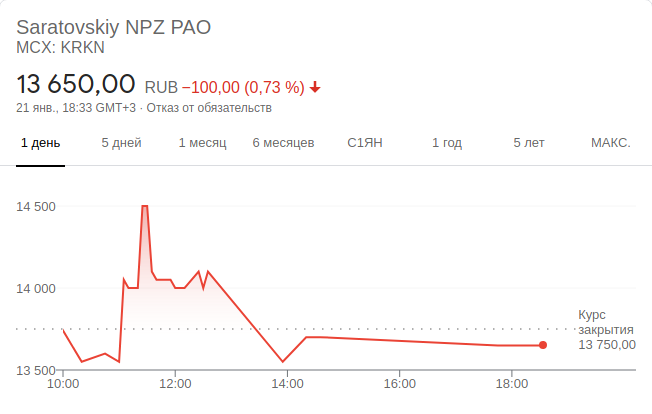 Saratovskiy NPZ PAO
MCX: KRKN
13 650,00 RUB −100,00 (0,73 %)
21 янв., 18:33 GMT+3 · Отказ от обязательств
1 день 5 дней 1 месяц 6 месяцев С1ЯН 1 год 5 лет МАКС.
14 500
14 000
Курс
закрытия
13 750,00
13 500
10:00 12:00 14:00 16:00 18:00